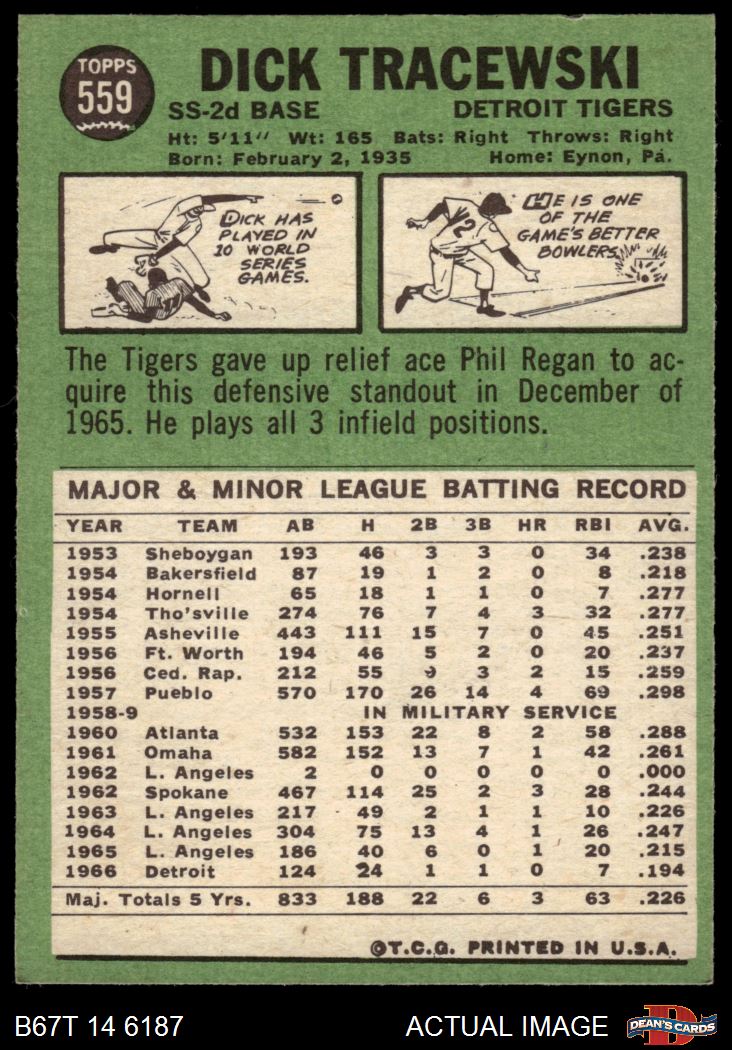 TOPPS
559
DICK TRACEWSKI
SS-2d BASE DETROIT TIGERS
Ht: 5'11" Wt: 165 Bats: Right Throws: Right
Born: February 2, 1935 Home: Eynon, Pa.
DICK HAS
PLAYED IN
10 WORLD
SERIES
GAMES.
HE IS ONE
OF THE
GAME'S BETTER
BOWLERS.
2
The Tigers gave up relief ace Phil Regan to ac-
quire this defensive standout in December of
1965. He plays all 3 infield positions.
MAJOR & MINOR LEAGUE BATTING RECORD
YEAR TEAM AB H 2B 3B HR RBI AVG.
1953 Sheboygan 193 46 3 3 0 34 .238
1954 Bakersfield 87 19 1 2 0 8 .218
1954 Hornell 65 18 1 1 0 7 .277
1954 Tho'sville 274 76 7 4 3 32 .277
1955 Asheville 443 111 15 7 0 45 .251
1956 Ft. Worth 194 46 5 2 0 20 .237
1956 Ced. Rap. 212 55 9 3 2 15 .259
1957 Pueblo 570 170 26 14 4 69 .298
1958-9 IN MILITARY SERVICE
1960 Atlanta 532 153 22 8 2 58 .288
1961 Omaha 582 152 13 7 1 42 .261
1962 L. Angeles 2 0 0 0 0 0 .000
1962 Spokane 467 114 25 2 3 28 .244
1963 L. Angeles 217 49 2 1 1 10 .226
1964 L. Angeles 304 75 13 4 1 26 .247
1965 L. Angeles 186 40 6 0 1 20 .215
1966 Detroit 124 24 1 1 0 7 .194
Maj. Totals 5 Yrs. 833 188 22 6 3 63 .226
©T.C.G. PRINTED IN U.S.A.
B67T 14 6187 ACTUAL IMAGE
D
DEAN'S CARDS